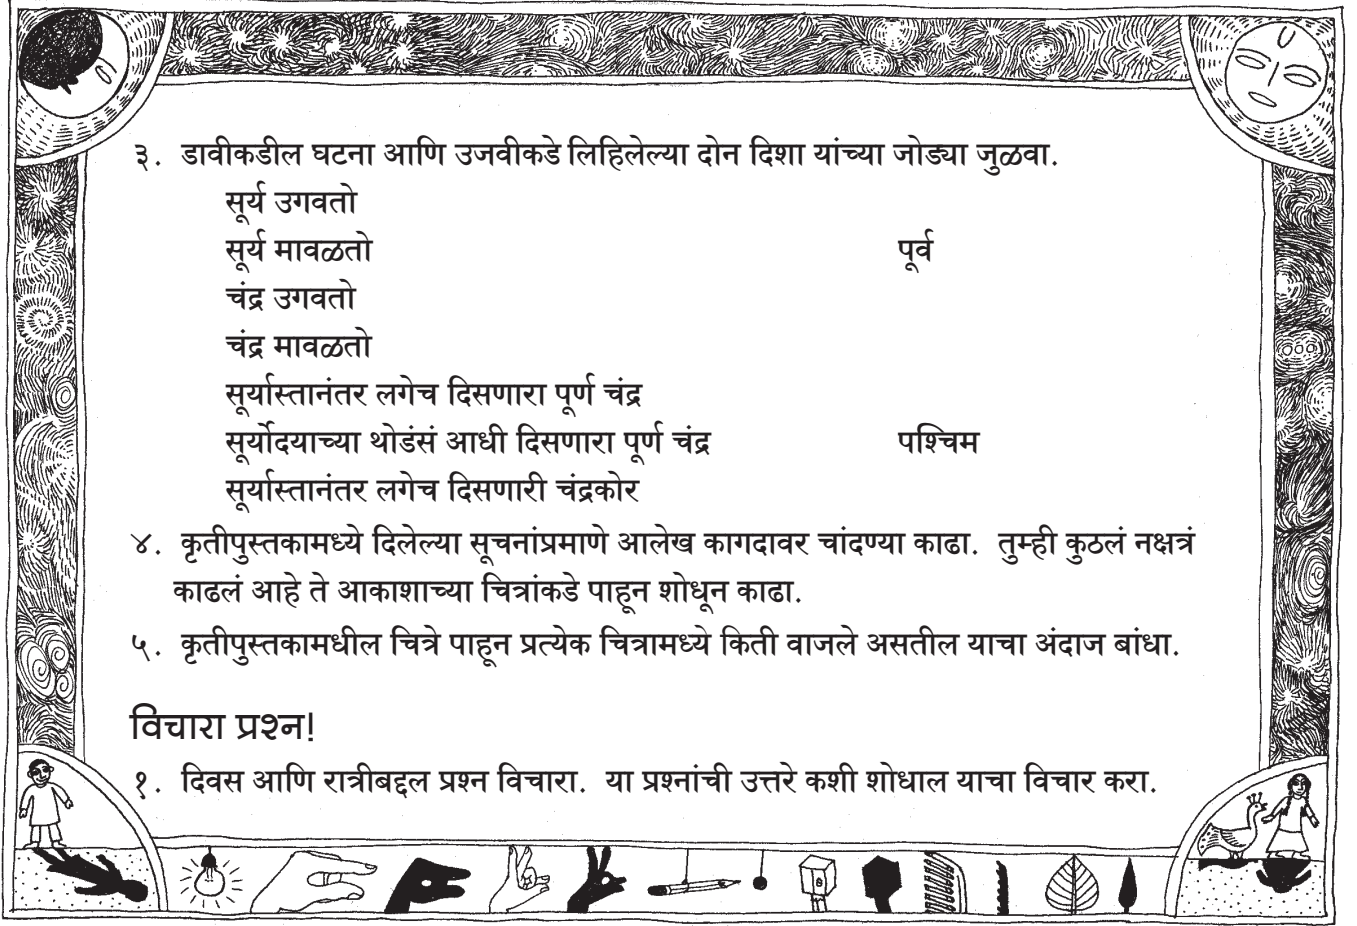 ३. डावीकडील घटना आणि उजवीकडे लिहिलेल्या दोन दिशा यांच्या जोड्या जुळवा.
सूर्य उगवतो
सूर्य मावळतो पूर्व
चंद्र उगवतो
चंद्र मावळतो
सूर्यास्तानंतर लगेच दिसणारा पूर्ण चंद्र
सूर्योदयाच्या थोडंसं आधी दिसणारा पूर्ण चंद्र पश्चिम
सूर्यास्तानंतर लगेच दिसणारी चंद्रकोर
४. कृतीपुस्तकामध्ये दिलेल्या सूचनांप्रमाणे आलेख कागदावर चांदण्या काढा. तुम्ही कुठलं नक्षत्रं
काढलं आहे ते आकाशाच्या चित्रांकडे पाहून शोधून काढा.
५. कृतीपुस्तकामधील चित्रे पाहून प्रत्येक चित्रामध्ये किती वाजले असतील याचा अंदाज बांधा.
विचारा प्रश्न!
१. दिवस आणि रात्रीबद्दल प्रश्न विचारा. या प्रश्नांची उत्तरे कशी शोधाल याचा विचार करा.